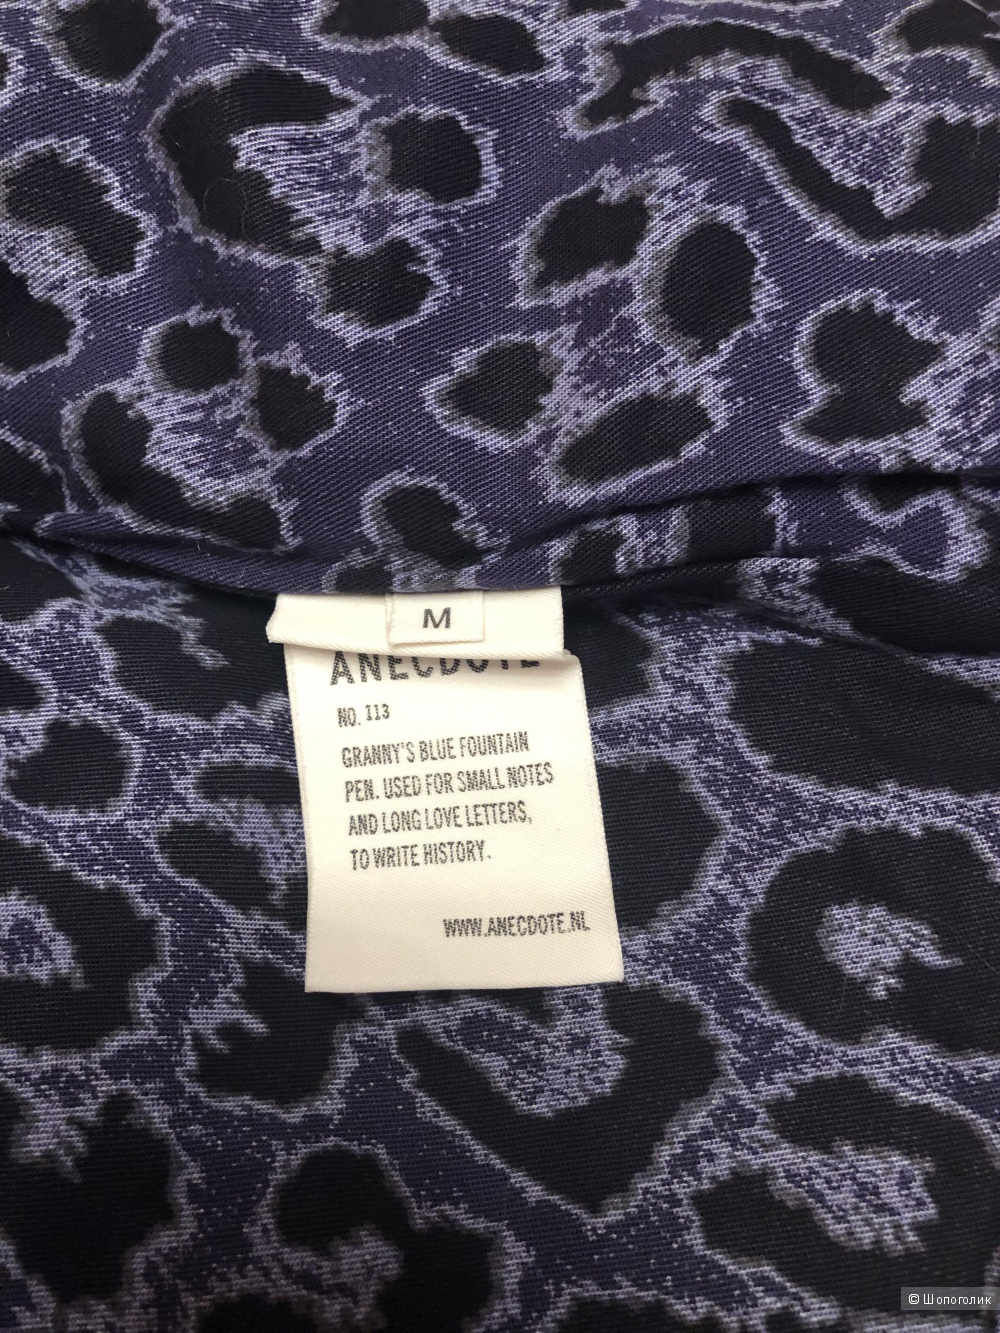 M
ANECDOTE
NO. 113
GRANNY'S BLUE FOUNTAIN
PEN. USED FOR SMALL NOTES
AND LONG LOVE LETTERS,
TO WRITE HISTORY.
WWW.ANECDOTE.NL
© Шопоголик